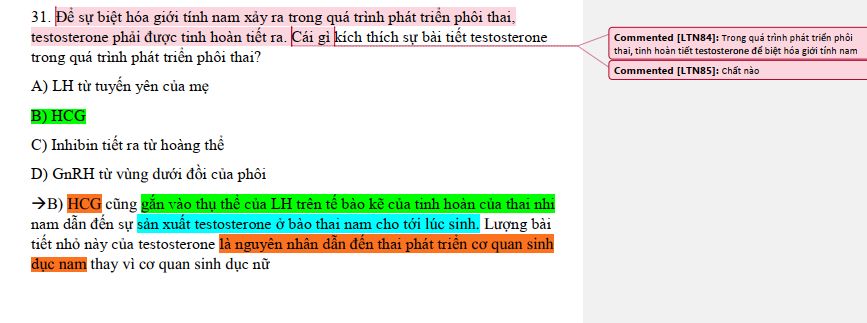 31. Để sự biệt hóa giới tính nam xảy ra trong quá trình phát triển phôi thai,
testosterone phải được tinh hoàn tiết ra. Cái gì kích thích sự bài tiết testosterone
trong quá trình phát triển phôi thai?
A) LH từ tuyến yên của mẹ
B) HCG
C) Inhibin tiết ra từ hoàng thể
D) GnRH từ vùng dưới đồi của phôi
→B) HCG cũng gắn vào thụ thể của LH trên tế bào kẽ của tinh hoàn của thai nhi
nam dẫn đến sự sản xuất testosterone ở bào thai nam cho tới lúc sinh. Lượng bài
tiết nhỏ này của testosterone là nguyên nhân dẫn đến thai phát triển cơ quan sinh
dục nam thay vì cơ quan sinh dục nữ
Commented [LTN84]: Trong quá trình phát triển phôi
thai, tinh hoàn tiết testosterone để biệt hóa giới tính nam
Commented [LTN85]: Chất nào